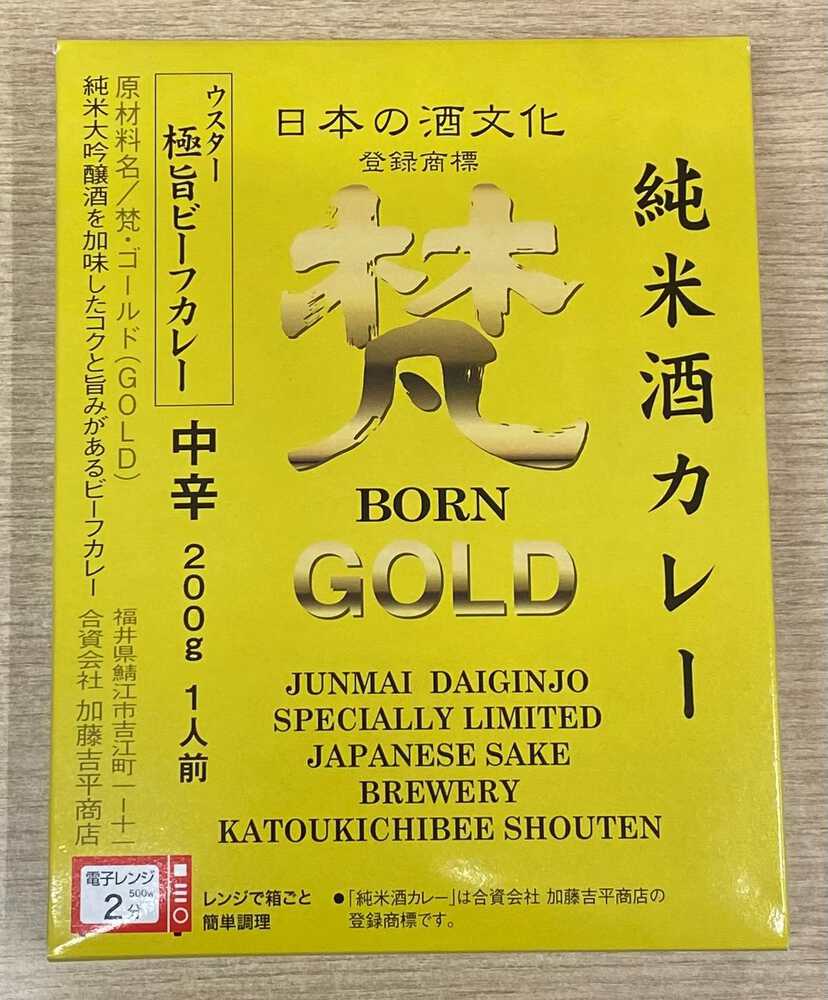 純米酒カレー
日本の酒文化
登録商標
梵
BORN
GOLD
JUNMAI DAIGINJO
SPECIALLY LIMITED
JAPANESE SAKE
BREWERY
KATOUKICHIBEE SHOUTEN
ウスター
極旨ビーフカレー
中辛 200g 1人前
原材料名/梵・ゴールド(GOLD)
純米大吟醸酒を加味したコクと旨みがあるビーフカレー
福井県鯖江市吉江町一ー十一
合資会社 加藤吉平商店
電子レンジ
500w
2分
レンジで箱ごと
簡単調理
●「純米酒カレー」は合資会社 加藤吉平商店の
登録商標です。